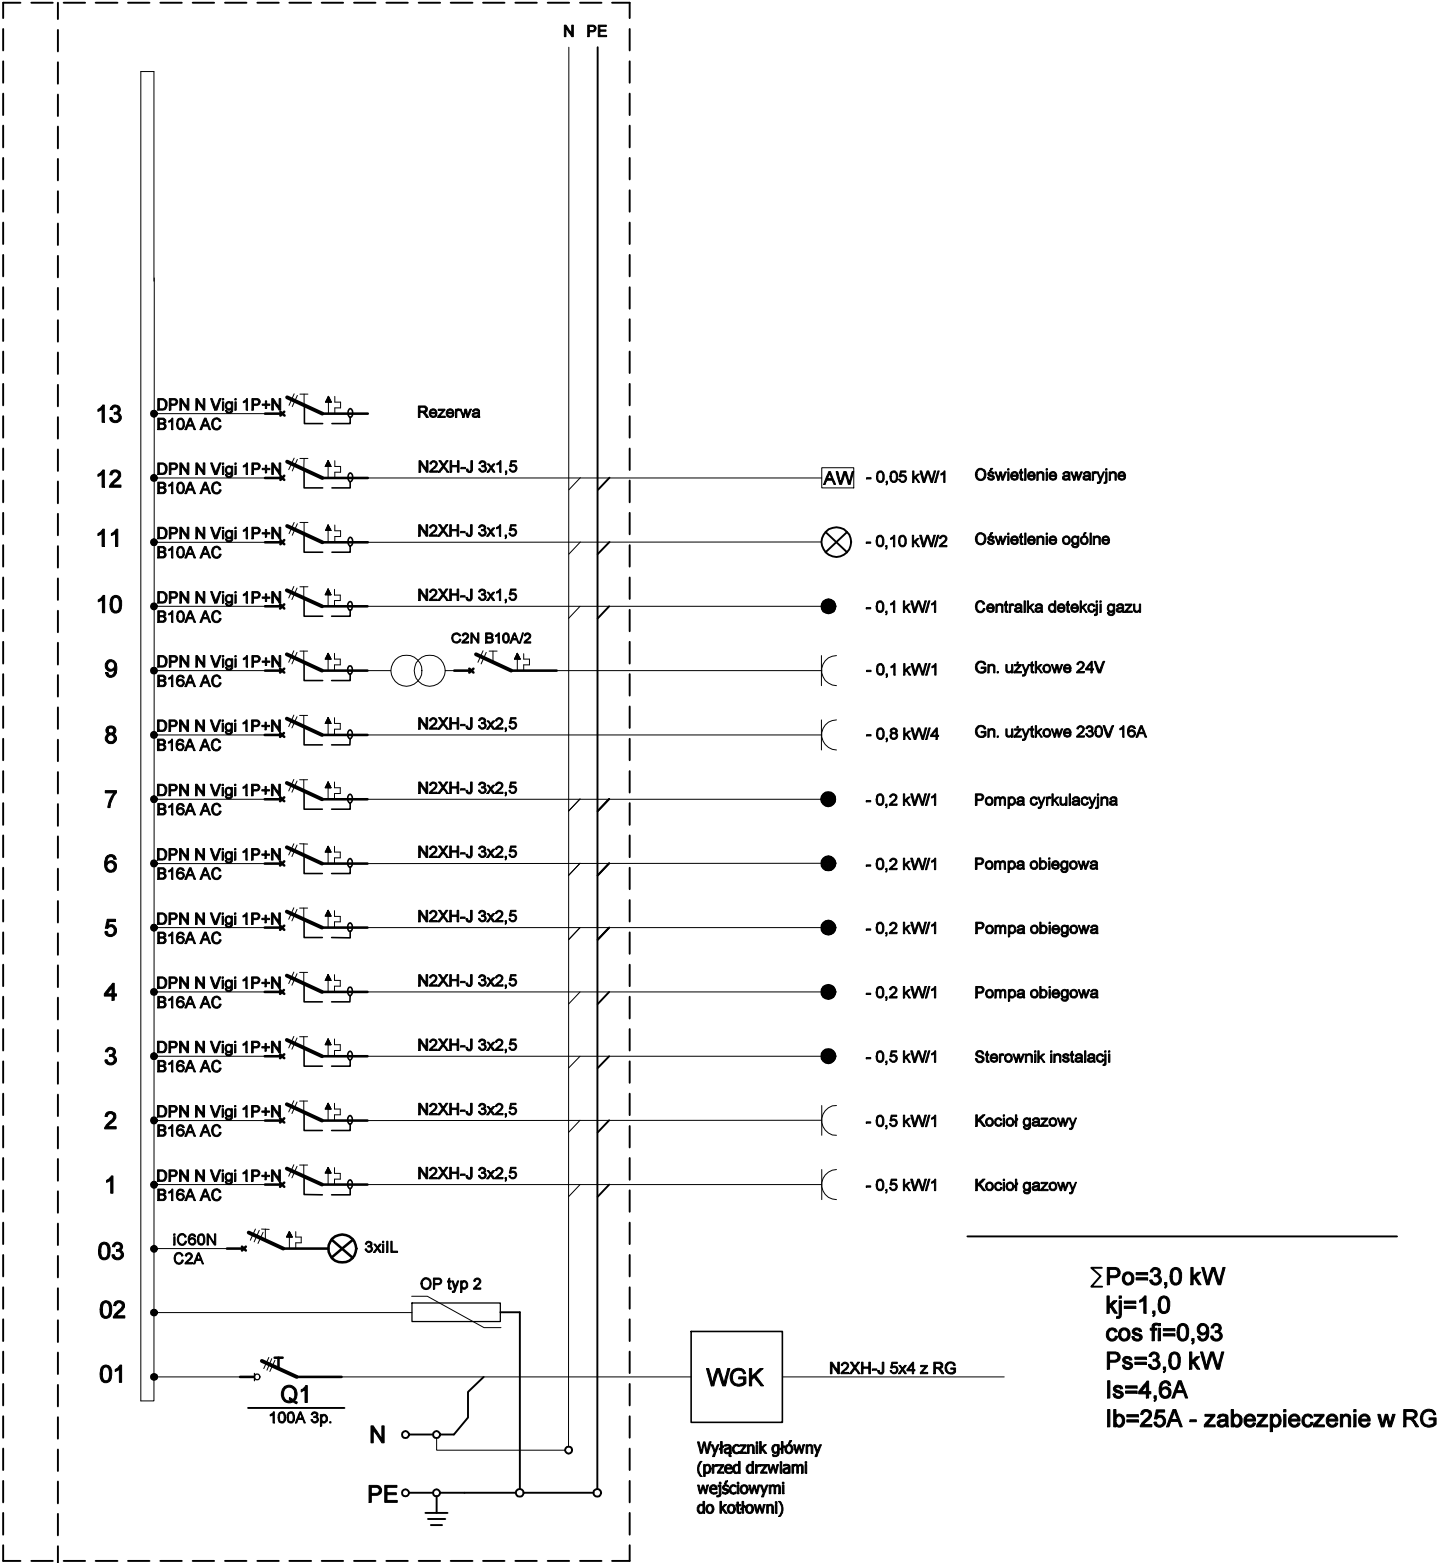 N PE
13 DPN N Vigi 1P+N Rezerwa
B10A AC
12 DPN N Vigi 1P+N N2XH-J 3x1,5 AW - 0,05 kW/1 Oświetlenie awaryjne
B10A AC
11 DPN N Vigi 1P+N N2XH-J 3x1,5 - 0,10 kW/2 Oświetlenie ogólne
B10A AC
10 DPN N Vigi 1P+N N2XH-J 3x1,5 - 0,1 kW/1 Centralka detekcji gazu
B10A AC
C2N B10A/2
9 DPN N Vigi 1P+N - 0,1 kW/1 Gn. użytkowe 24V
B16A AC
8 DPN N Vigi 1P+N N2XH-J 3x2,5 - 0,8 kW/4 Gn. użytkowe 230V 16A
B16A AC
7 DPN N Vigi 1P+N N2XH-J 3x2,5 - 0,2 kW/1 Pompa cyrkulacyjna
B16A AC
6 DPN N Vigi 1P+N N2XH-J 3x2,5 - 0,2 kW/1 Pompa obiegowa
B16A AC
5 DPN N Vigi 1P+N N2XH-J 3x2,5 - 0,2 kW/1 Pompa obiegowa
B16A AC
4 DPN N Vigi 1P+N N2XH-J 3x2,5 - 0,2 kW/1 Pompa obiegowa
B16A AC
3 DPN N Vigi 1P+N N2XH-J 3x2,5 - 0,5 kW/1 Sterownik instalacji
B16A AC
2 DPN N Vigi 1P+N N2XH-J 3x2,5 - 0,5 kW/1 Kocioł gazowy
B16A AC
1 DPN N Vigi 1P+N N2XH-J 3x2,5 - 0,5 kW/1 Kocioł gazowy
B16A AC
03 iC60N 3xiIL
C2A
02 OP typ 2
01 Q1 WGK N2XH-J 5x4 z RG
100A 3p.
N
PE
Wyłącznik główny
(przed drzwiami
wejściowymi
do kotłowni)
∑Po=3,0 kW
kj=1,0
cos fi=0,93
Ps=3,0 kW
Is=4,6A
Ib=25A - zabezpieczenie w RG